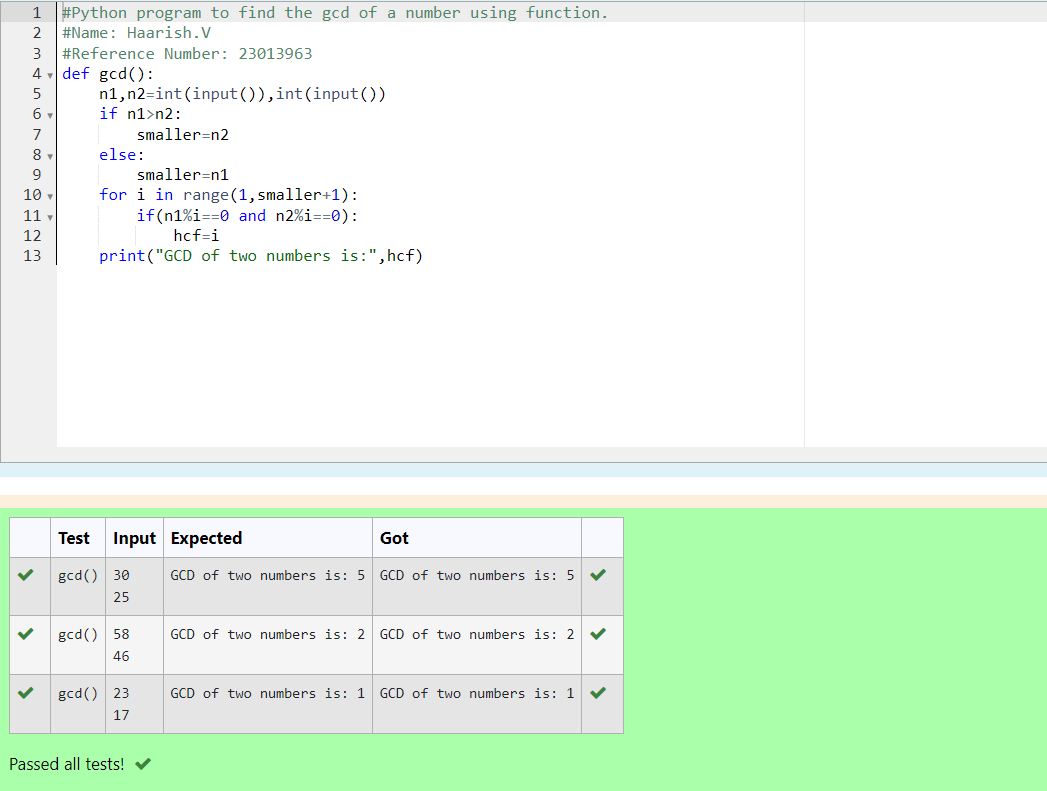 1 #Python program to find the gcd of a number using function.
2 #Name: Haarish.V
3 #Reference Number: 23013963
4 def gcd():
5     n1,n2=int(input()),int(input())
6     if n1>n2:
7         smaller=n2
8     else:
9         smaller=n1
10     for i in range(1,smaller+1):
11         if(n1%i==0 and n2%i==0):
12             hcf=i
13     print("GCD of two numbers is:",hcf)
Test Input Expected Got
gcd() 30 GCD of two numbers is: 5 GCD of two numbers is: 5
25
gcd() 58 GCD of two numbers is: 2 GCD of two numbers is: 2
46
gcd() 23 GCD of two numbers is: 1 GCD of two numbers is: 1
17
Passed all tests!